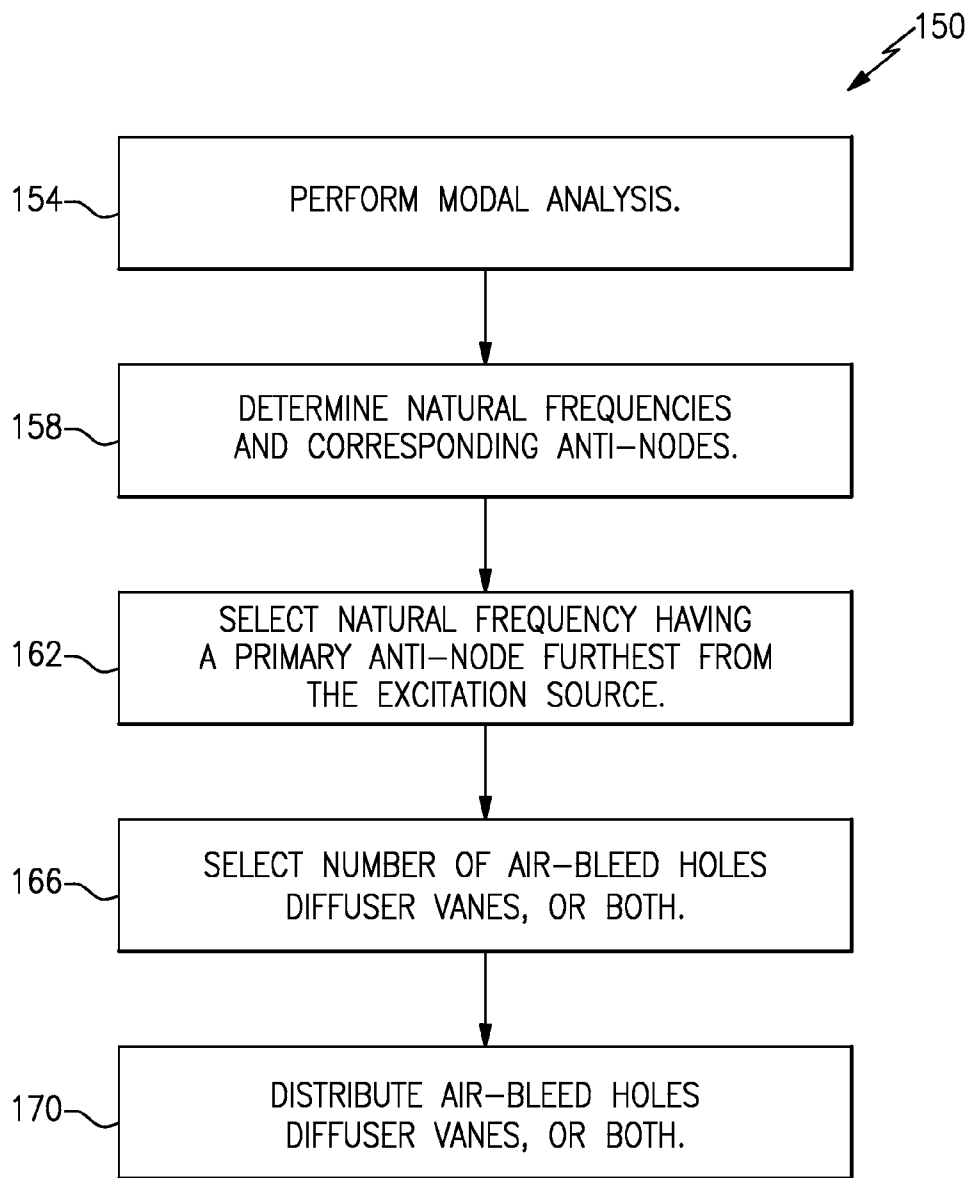 150
154
PERFORM MODAL ANALYSIS.
158
DETERMINE NATURAL FREQUENCIES
AND CORRESPONDING ANTI-NODES.
162
SELECT NATURAL FREQUENCY HAVING
A PRIMARY ANTI-NODE FURTHEST FROM
THE EXCITATION SOURCE.
166
SELECT NUMBER OF AIR-BLEED HOLES
DIFFUSER VANES, OR BOTH.
170
DISTRIBUTE AIR-BLEED HOLES
DIFFUSER VANES, OR BOTH.